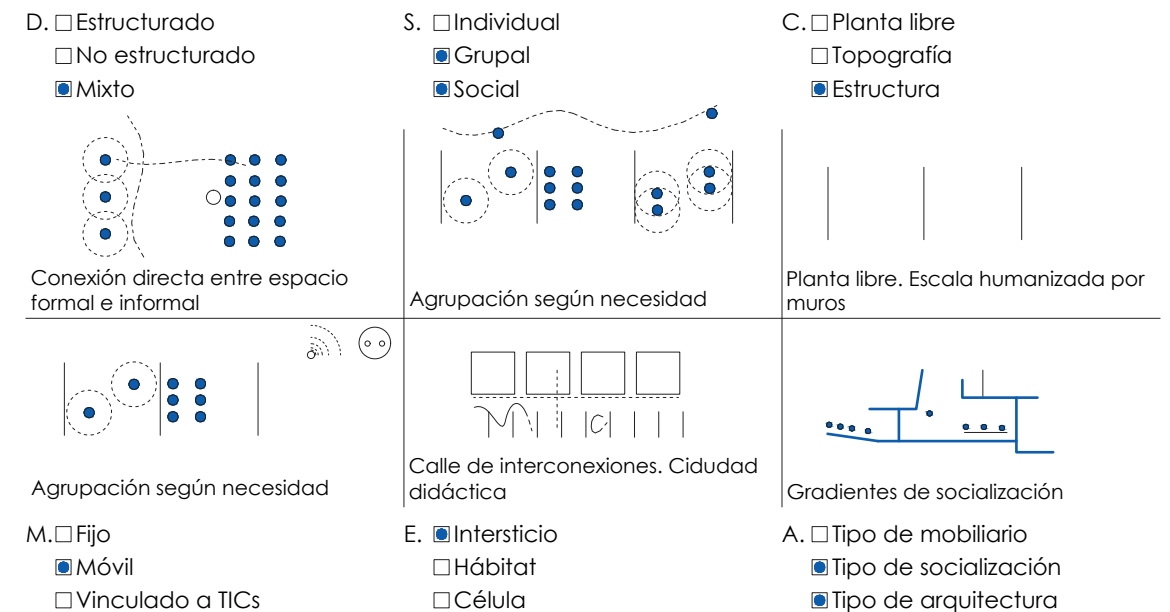 D. Estructurado
No estructurado
Mixto
S. Individual
Grupal
Social
C. Planta libre
Topografía
Estructura
Conexión directa entre espacio
formal e informal
Agrupación según necesidad
Planta libre. Escala humanizada por
muros
Agrupación según necesidad
Calle de interconexiones. Cidudad
didáctica
Gradientes de socialización
M. Fijo
Móvil
Vinculado a TICs
E. Intersticio
Hábitat
Célula
A. Tipo de mobiliario
Tipo de socialización
Tipo de arquitectura